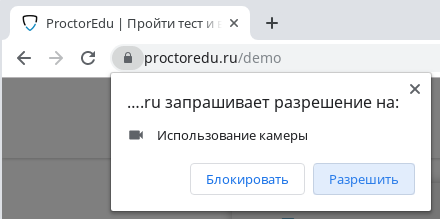 ProctorEdu | Пройти тест и в
proctoredu.ru/demo
….ru запрашивает разрешение на:
Использование камеры
Блокировать Разрешить